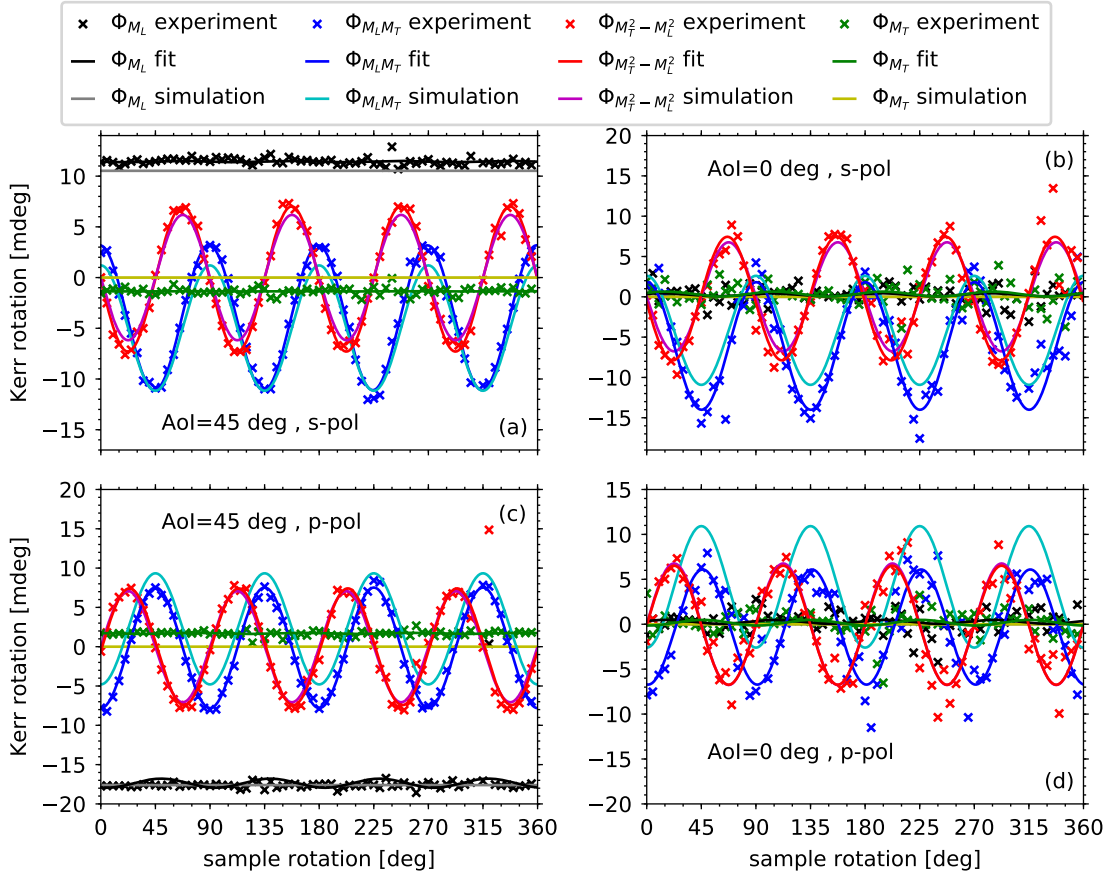 Φ_{M_L} experiment Φ_{M_L M_T} experiment Φ_{M_T^2−M_L^2} experiment Φ_{M_T} experiment
Φ_{M_L} fit Φ_{M_L M_T} fit Φ_{M_T^2−M_L^2} fit Φ_{M_T} fit
Φ_{M_L} simulation Φ_{M_L M_T} simulation Φ_{M_T^2−M_L^2} simulation Φ_{M_T} simulation
Kerr rotation [mdeg]
10
5
0
−5
−10
−15
AoI=45 deg , s-pol
(a)
20
15
10
5
0
−5
−10
−15
AoI=0 deg , s-pol
(b)
Kerr rotation [mdeg]
20
15
10
5
0
−5
−10
−15
−20
AoI=45 deg , p-pol
(c)
0 45 90 135 180 225 270 315 360
sample rotation [deg]
15
10
5
0
−5
−10
−15
−20
AoI=0 deg , p-pol
(d)
0 45 90 135 180 225 270 315 360
sample rotation [deg]